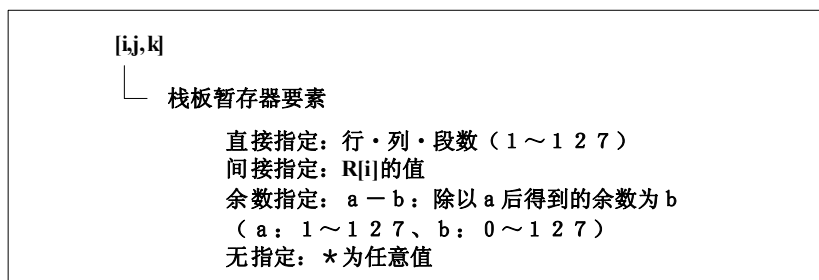 [i,j,k]
栈板暂存器要素
直接指定：行・列・段数（１～１２７）
间接指定：R[i]的值
余数指定：ａ－ｂ：除以ａ后得到的余数为ｂ
（ａ：１～１２７、ｂ：０～１２７）
无指定：＊为任意值